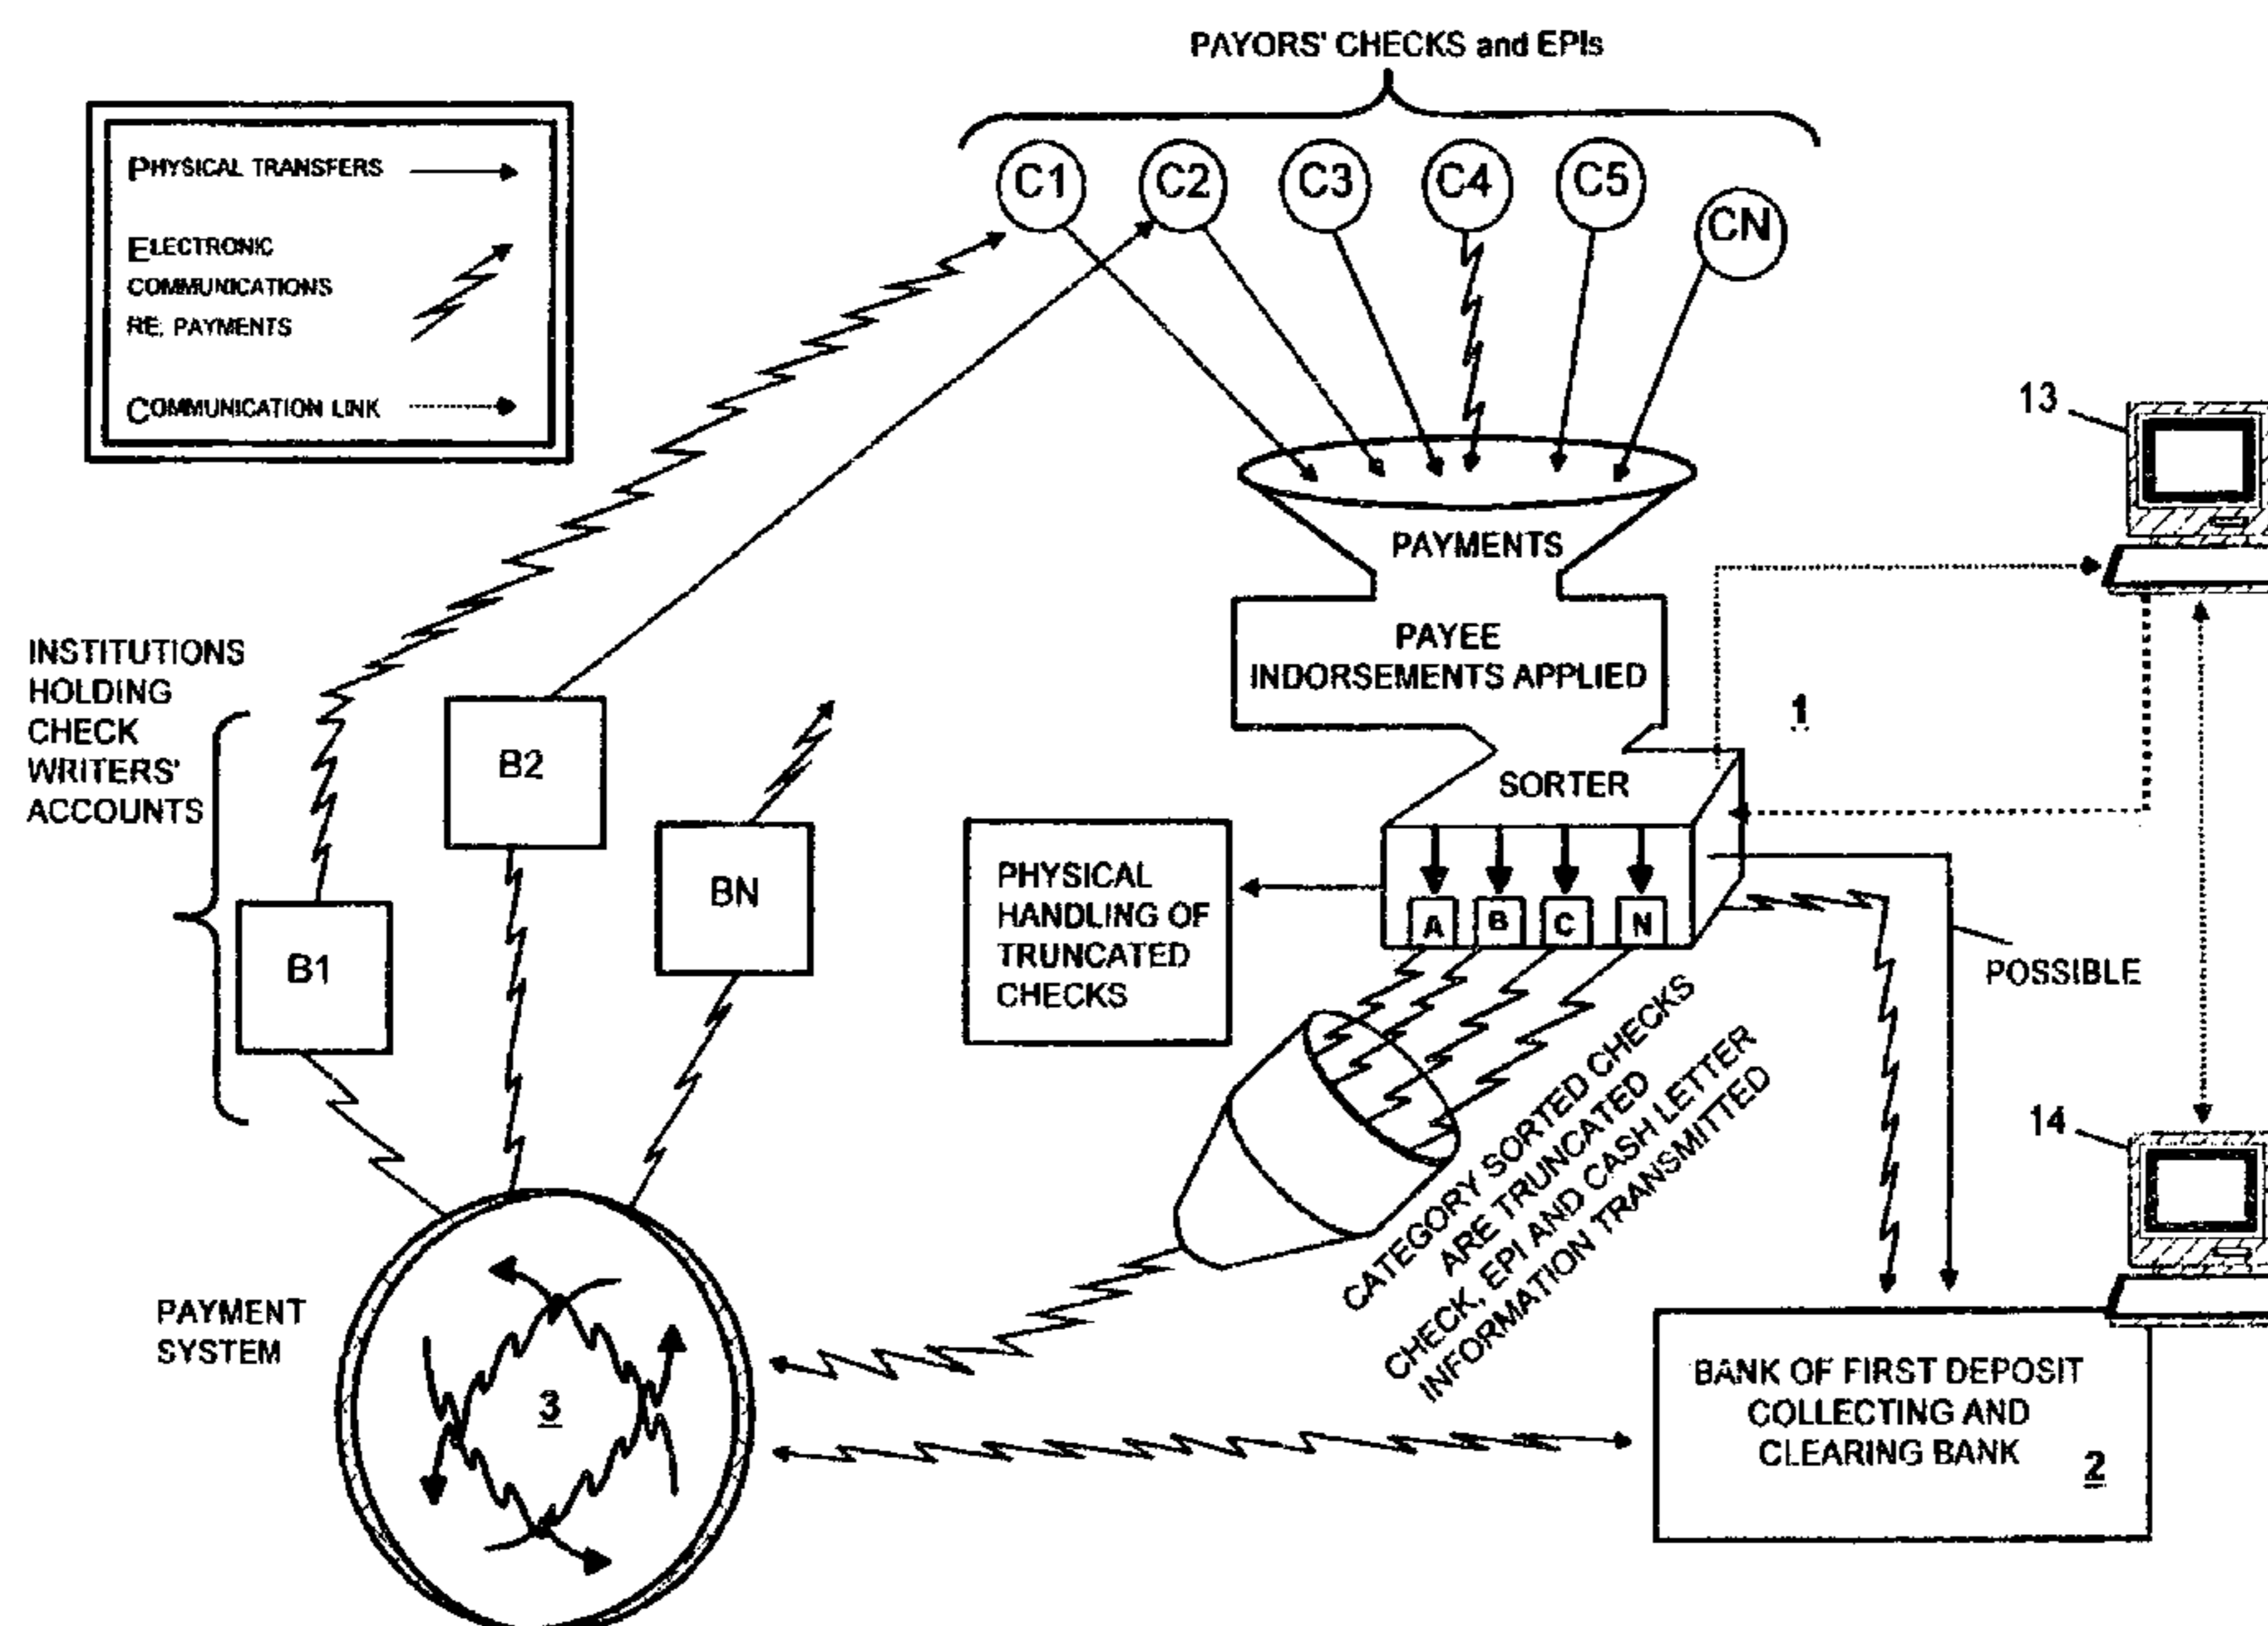 PAYORS' CHECKS and EPIs
PHYSICAL TRANSFERS
ELECTRONIC
COMMUNICATIONS
RE; PAYMENTS
COMMUNICATION LINK
C1
C2
C3
C4
C5
CN
13
PAYMENTS
PAYEE
INDORSEMENTS APPLIED
1
SORTER
A
B
C
N
INSTITUTIONS
HOLDING
CHECK
WRITERS'
ACCOUNTS
B1
B2
BN
PHYSICAL
HANDLING OF
TRUNCATED
CHECKS
POSSIBLE
CATEGORY SORTED CHECKS
ARE TRUNCATED
CHECK, EPI AND CASH LETTER
INFORMATION TRANSMITTED
14
PAYMENT
SYSTEM
3
BANK OF FIRST DEPOSIT
COLLECTING AND
CLEARING BANK
2